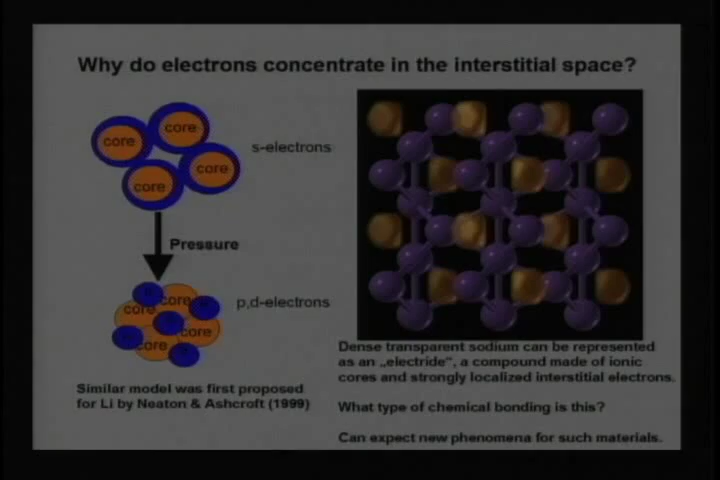 Why do electrons concentrate in the interstitial space?
core
core
core
core
s-electrons
Pressure
p,d-electrons
core
core
core
core
Similar model was first proposed
for Li by Neaton & Ashcroft (1999)
Dense transparent sodium can be represented
as an „electride“, a compound made of ionic
cores and strongly localized interstitial electrons.
What type of chemical bonding is this?
Can expect new phenomena for such materials.